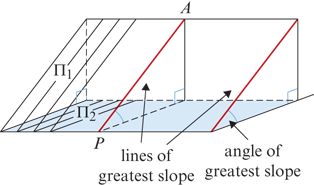 A
Π₁
Π₂
P
lines of
greatest slope
angle of
greatest slope